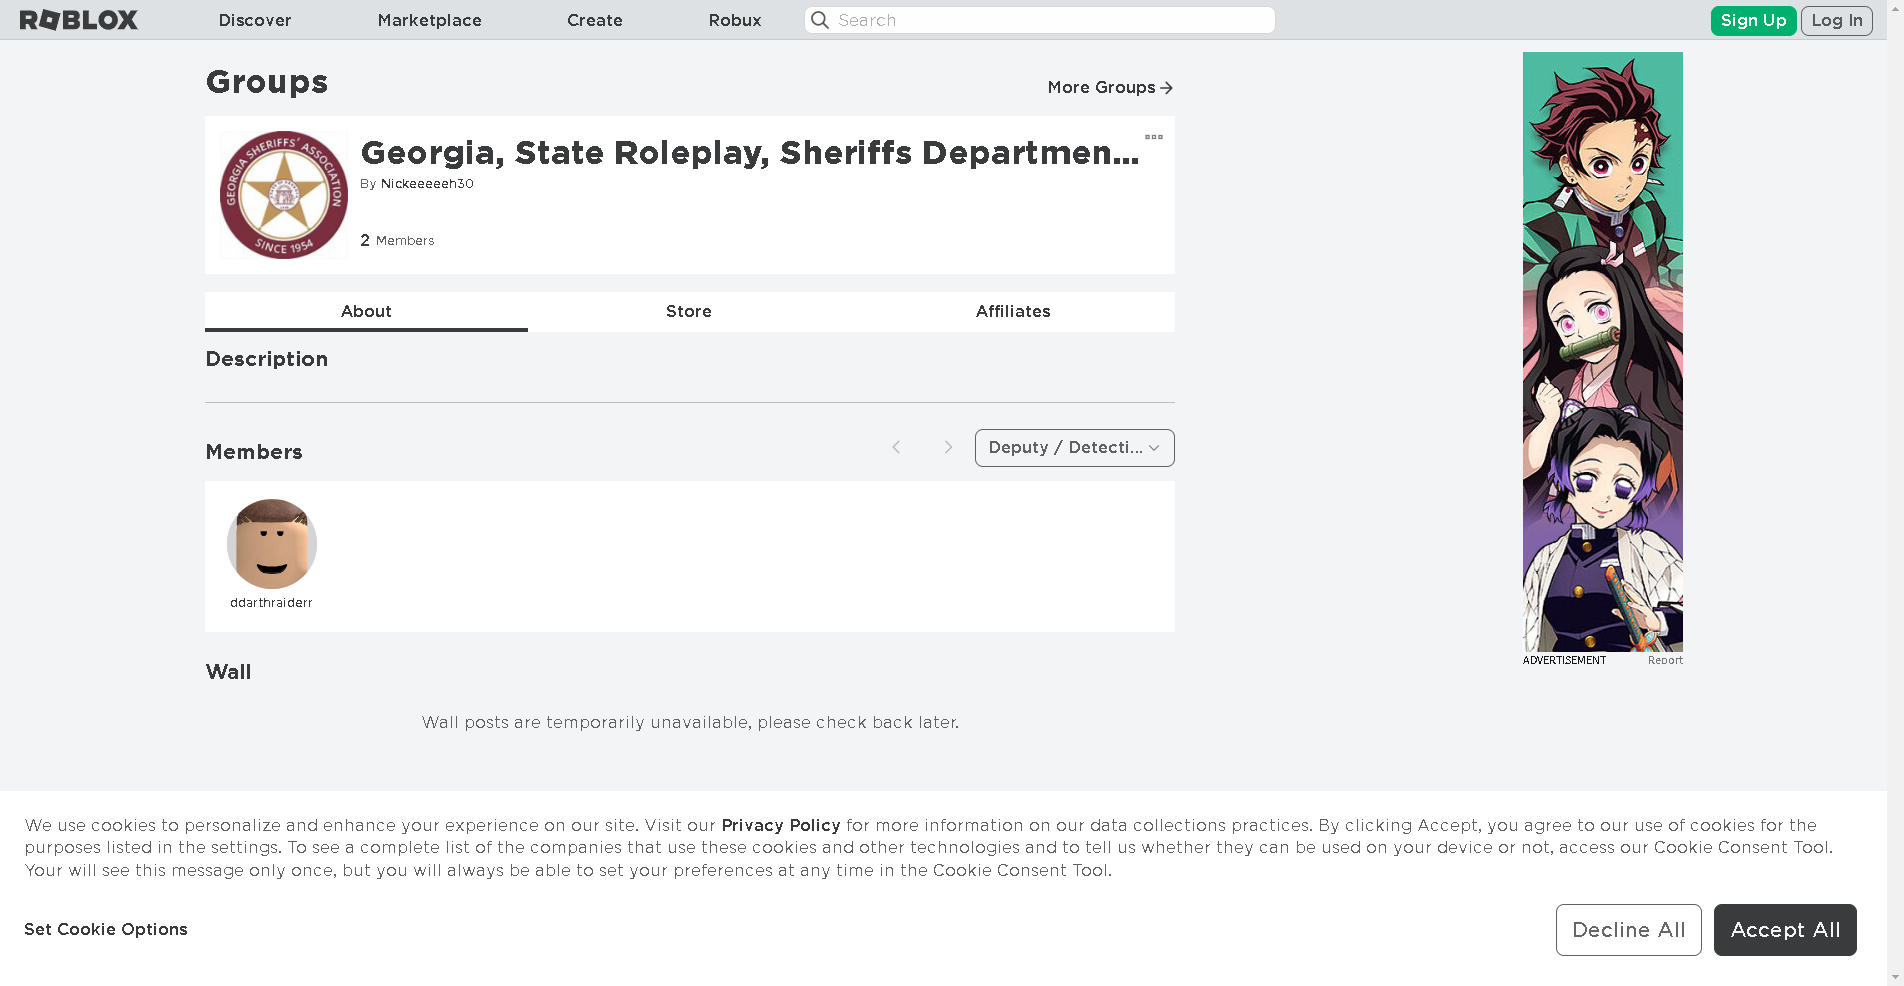 ROBLOX
Discover
Marketplace
Create
Robux
Search
Sign Up
Log In
Groups
More Groups
GEORGIA SHERIFFS' ASSOCIATION
SINCE 1954
Georgia, State Roleplay, Sheriffs Departmen...
By Nickeeeeeh30
2 Members
About
Store
Affiliates
Description
Members
Deputy / Detecti...
ddarthraiderr
ADVERTISEMENT
Report
Wall
Wall posts are temporarily unavailable, please check back later.
We use cookies to personalize and enhance your experience on our site. Visit our Privacy Policy for more information on our data collections practices. By clicking Accept, you agree to our use of cookies for the
purposes listed in the settings. To see a complete list of the companies that use these cookies and other technologies and to tell us whether they can be used on your device or not, access our Cookie Consent Tool.
Your will see this message only once, but you will always be able to set your preferences at any time in the Cookie Consent Tool.
Set Cookie Options
Decline All
Accept All